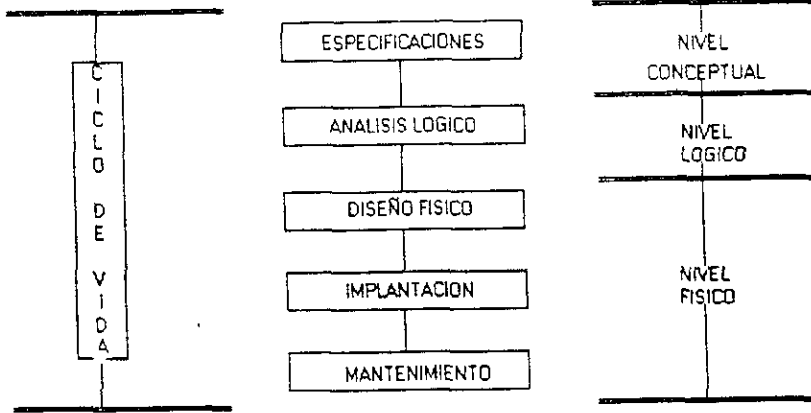 CICLO DE VIDA
ESPECIFICACIONES
ANALISIS LOGICO
DISEÑO FISICO
IMPLANTACION
MANTENIMIENTO
NIVEL
CONCEPTUAL
NIVEL
LOGICO
NIVEL
FISICO